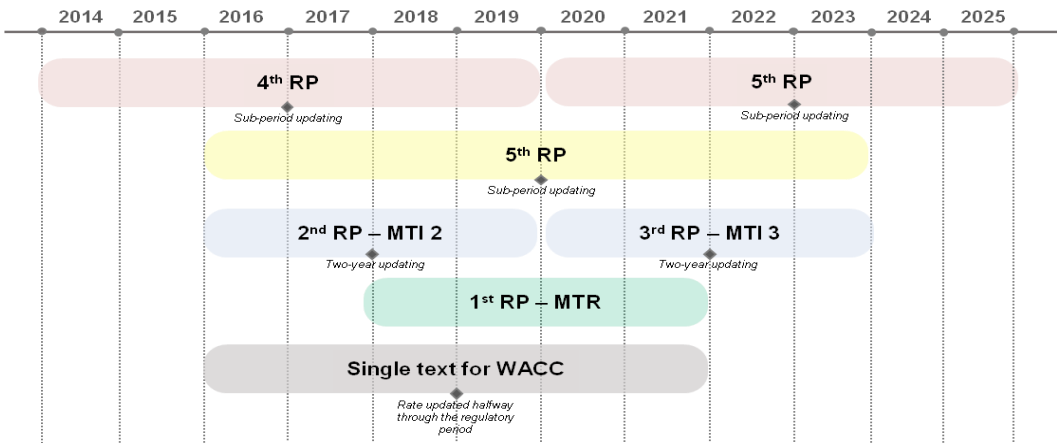 2014 2015 2016 2017 2018 2019 2020 2021 2022 2023 2024 2025
4th RP
5th RP
Sub-period updating
Sub-period updating
5th RP
Sub-period updating
2nd RP – MTI 2
3rd RP – MTI 3
Two-year updating
Two-year updating
1st RP – MTR
Single text for WACC
Rate updated halfway
through the regulatory
period